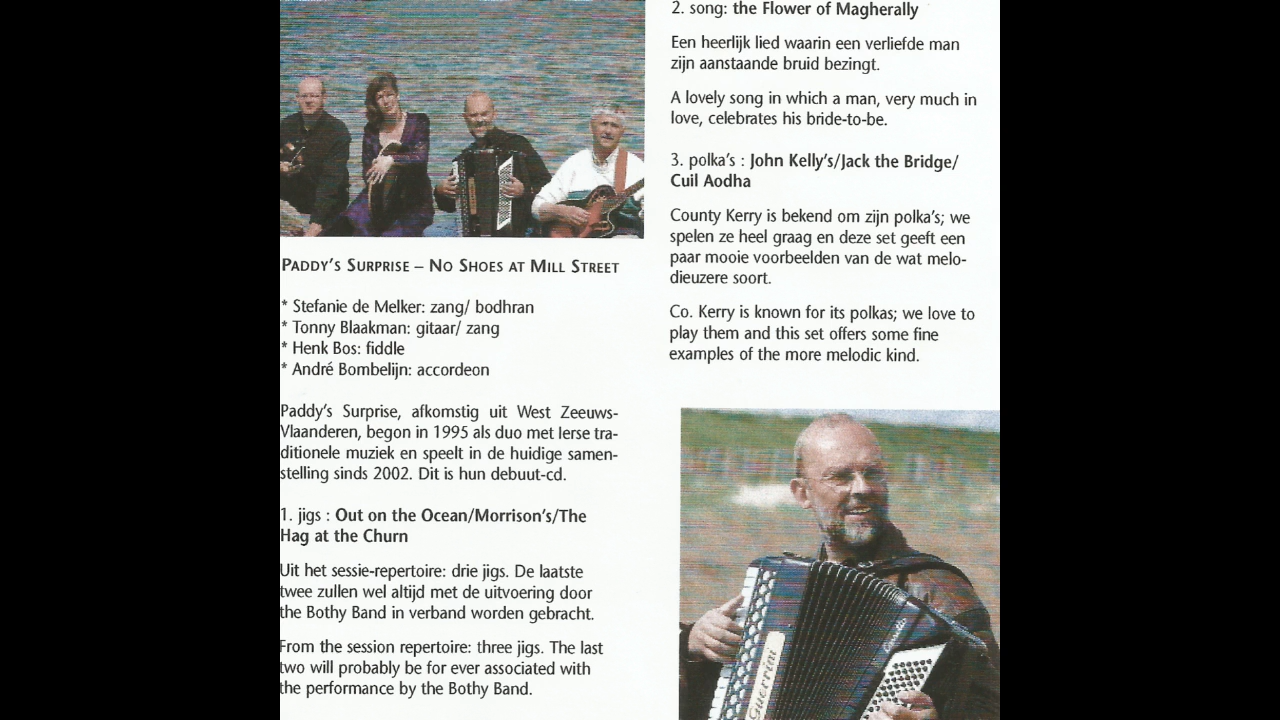 PADDY'S SURPRISE – NO SHOES AT MILL STREET
* Stefanie de Melker: zang/ bodhran
* Tonny Blaakman: gitaar/ zang
* Henk Bos: fiddle
* André Bombelijn: accordeon
Paddy's Surprise, afkomstig uit West Zeeuws-
Vlaanderen, begon in 1995 als duo met Ierse tra-
ditionele muziek en speelt in de huidige samen-
stelling sinds 2002. Dit is hun debuut-cd.
1. jigs : Out on the Ocean/Morrison's/The
Hag at the Churn
Uit het sessie-repertoire: drie jigs. De laatste
twee zullen wel altijd met de uitvoering door
the Bothy Band in verband worden gebracht.
From the session repertoire: three jigs. The last
two will probably be for ever associated with
the performance by the Bothy Band.
2. song: the Flower of Magherally
Een heerlijk lied waarin een verliefde man
zijn aanstaande bruid bezingt.
A lovely song in which a man, very much in
love, celebrates his bride-to-be.
3. polka's : John Kelly's/Jack the Bridge/
Cuil Aodha
County Kerry is bekend om zijn polka's; we
spelen ze heel graag en deze set geeft een
paar mooie voorbeelden van de wat melo-
dieuzere soort.
Co. Kerry is known for its polkas; we love to
play them and this set offers some fine
examples of the more melodic kind.
Guerrini